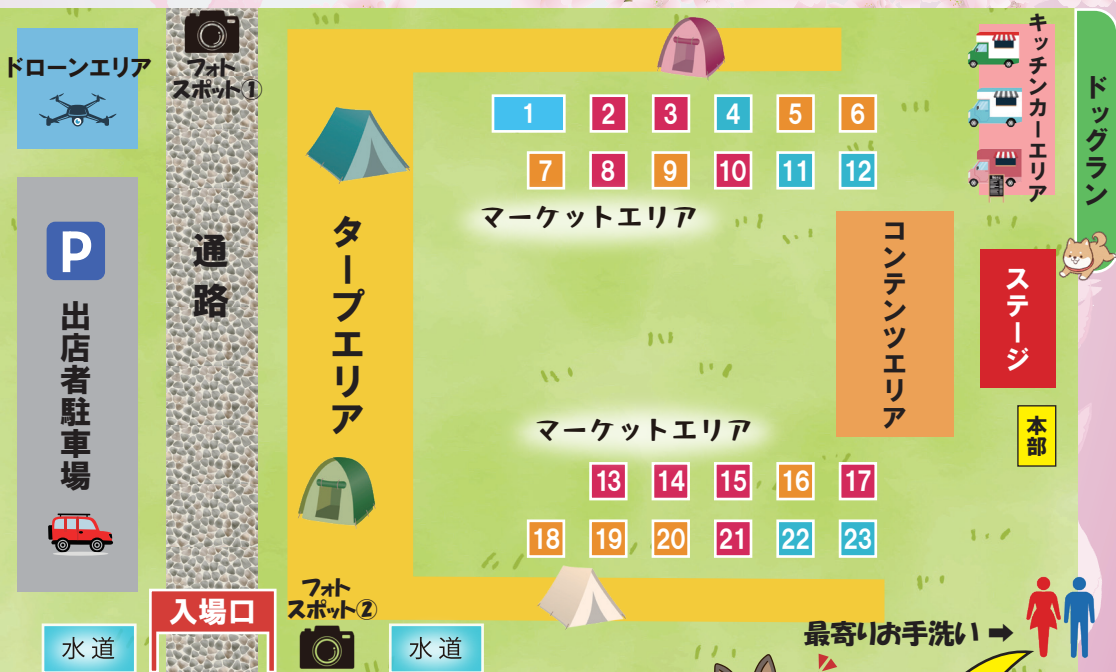 ドローンエリア
フォト
スポット①
キッチンカーエリア
ドッグラン
1 2 3 4 5 6
7 8 9 10 11 12
マーケットエリア
P
出店者駐車場
通路
タープエリア
コンテンツエリア
ステージ
本部
マーケットエリア
13 14 15 16 17
18 19 20 21 22 23
入場口
フォト
スポット②
水道
水道
最寄りお手洗い➡